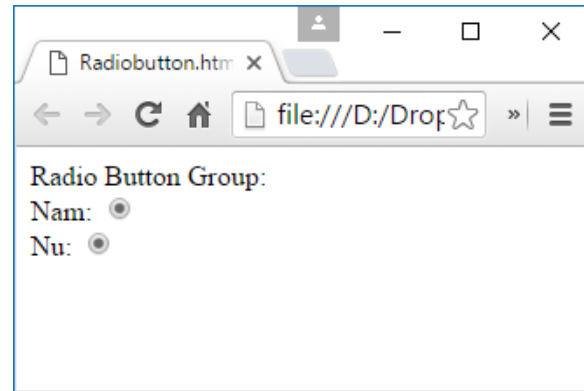 Radiobutton.htm
file:///D:/Drop
Radio Button Group:
Nam:
Nu: